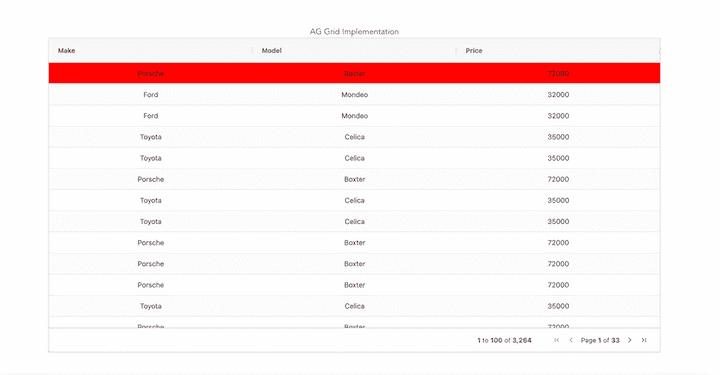 AG Grid Implementation
Make Model Price
Porsche Boxter 72000
Ford Mondeo 32000
Ford Mondeo 32000
Toyota Celica 35000
Toyota Celica 35000
Porsche Boxter 72000
Toyota Celica 35000
Toyota Celica 35000
Porsche Boxter 72000
Porsche Boxter 72000
Porsche Boxter 72000
Toyota Celica 35000
Porsche Boxter 72000
1 to 100 of 3,264 Page 1 of 33